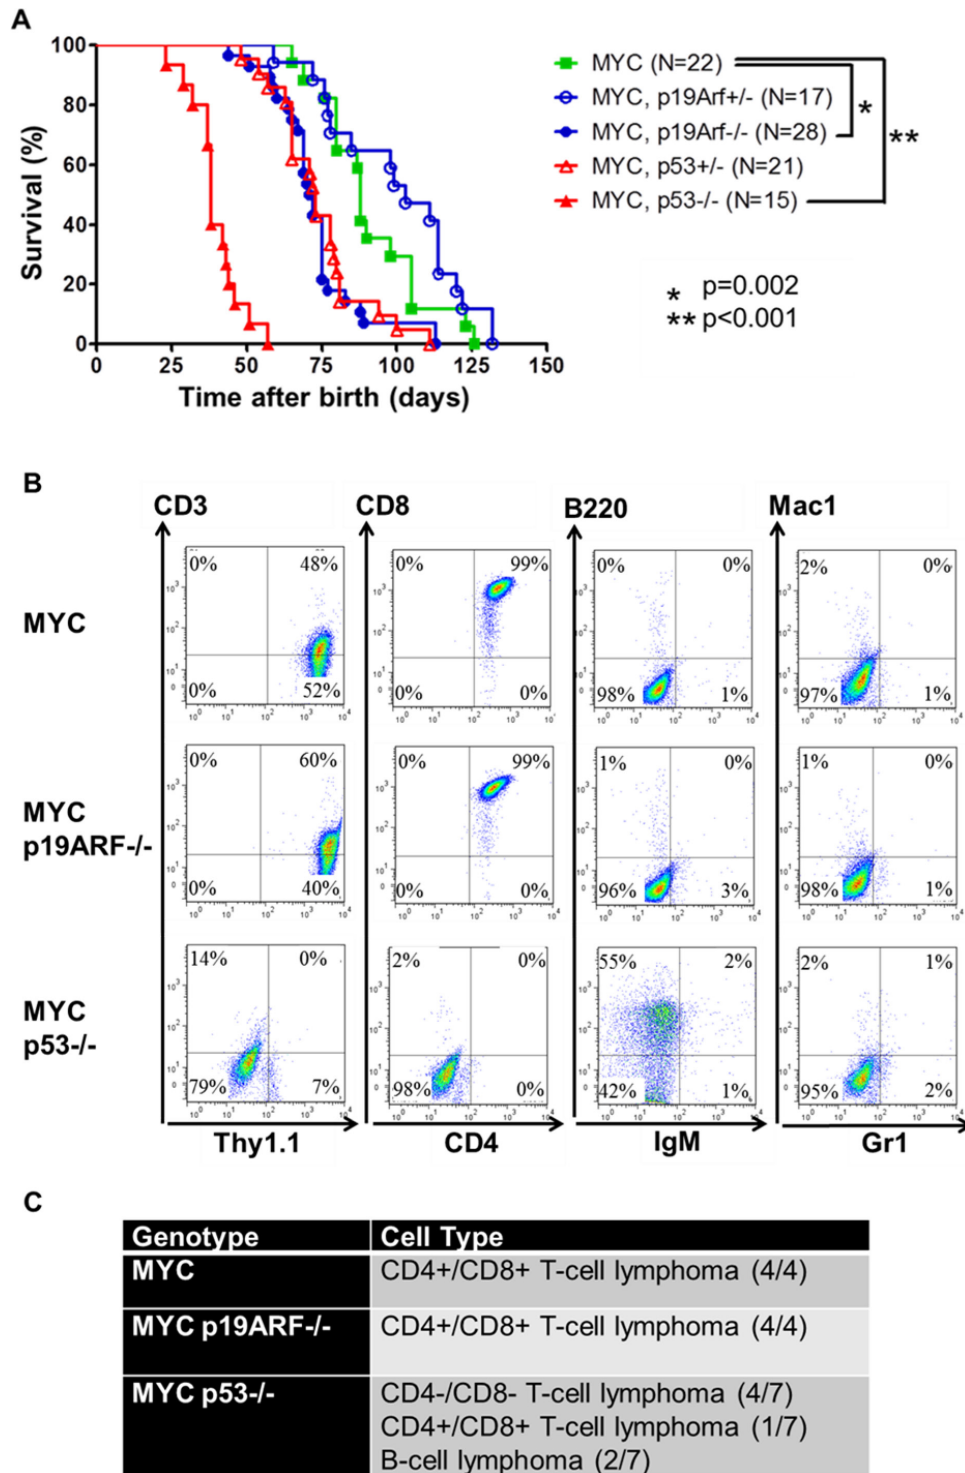 A
100
80
60
40
20
0
Survival (%)
0 25 50 75 100 125 150
Time after birth (days)
MYC (N=22)
MYC, p19Arf+/- (N=17)
MYC, p19Arf-/- (N=28)
MYC, p53+/- (N=21)
MYC, p53-/- (N=15)
*
**
* p=0.002
** p<0.001
B
CD3 CD8 B220 Mac1
MYC
0% 48% 0% 99% 0% 0% 2% 0%
0% 52% 0% 0% 98% 1% 97% 1%
MYC
p19ARF-/-
0% 60% 0% 99% 1% 0% 1% 0%
0% 40% 0% 0% 96% 3% 98% 1%
MYC
p53-/-
14% 0% 2% 0% 55% 2% 2% 1%
79% 7% 98% 0% 42% 1% 95% 2%
Thy1.1 CD4 IgM Gr1
C
Genotype Cell Type
MYC CD4+/CD8+ T-cell lymphoma (4/4)
MYC p19ARF-/- CD4+/CD8+ T-cell lymphoma (4/4)
MYC p53-/- CD4-/CD8- T-cell lymphoma (4/7)
CD4+/CD8+ T-cell lymphoma (1/7)
B-cell lymphoma (2/7)